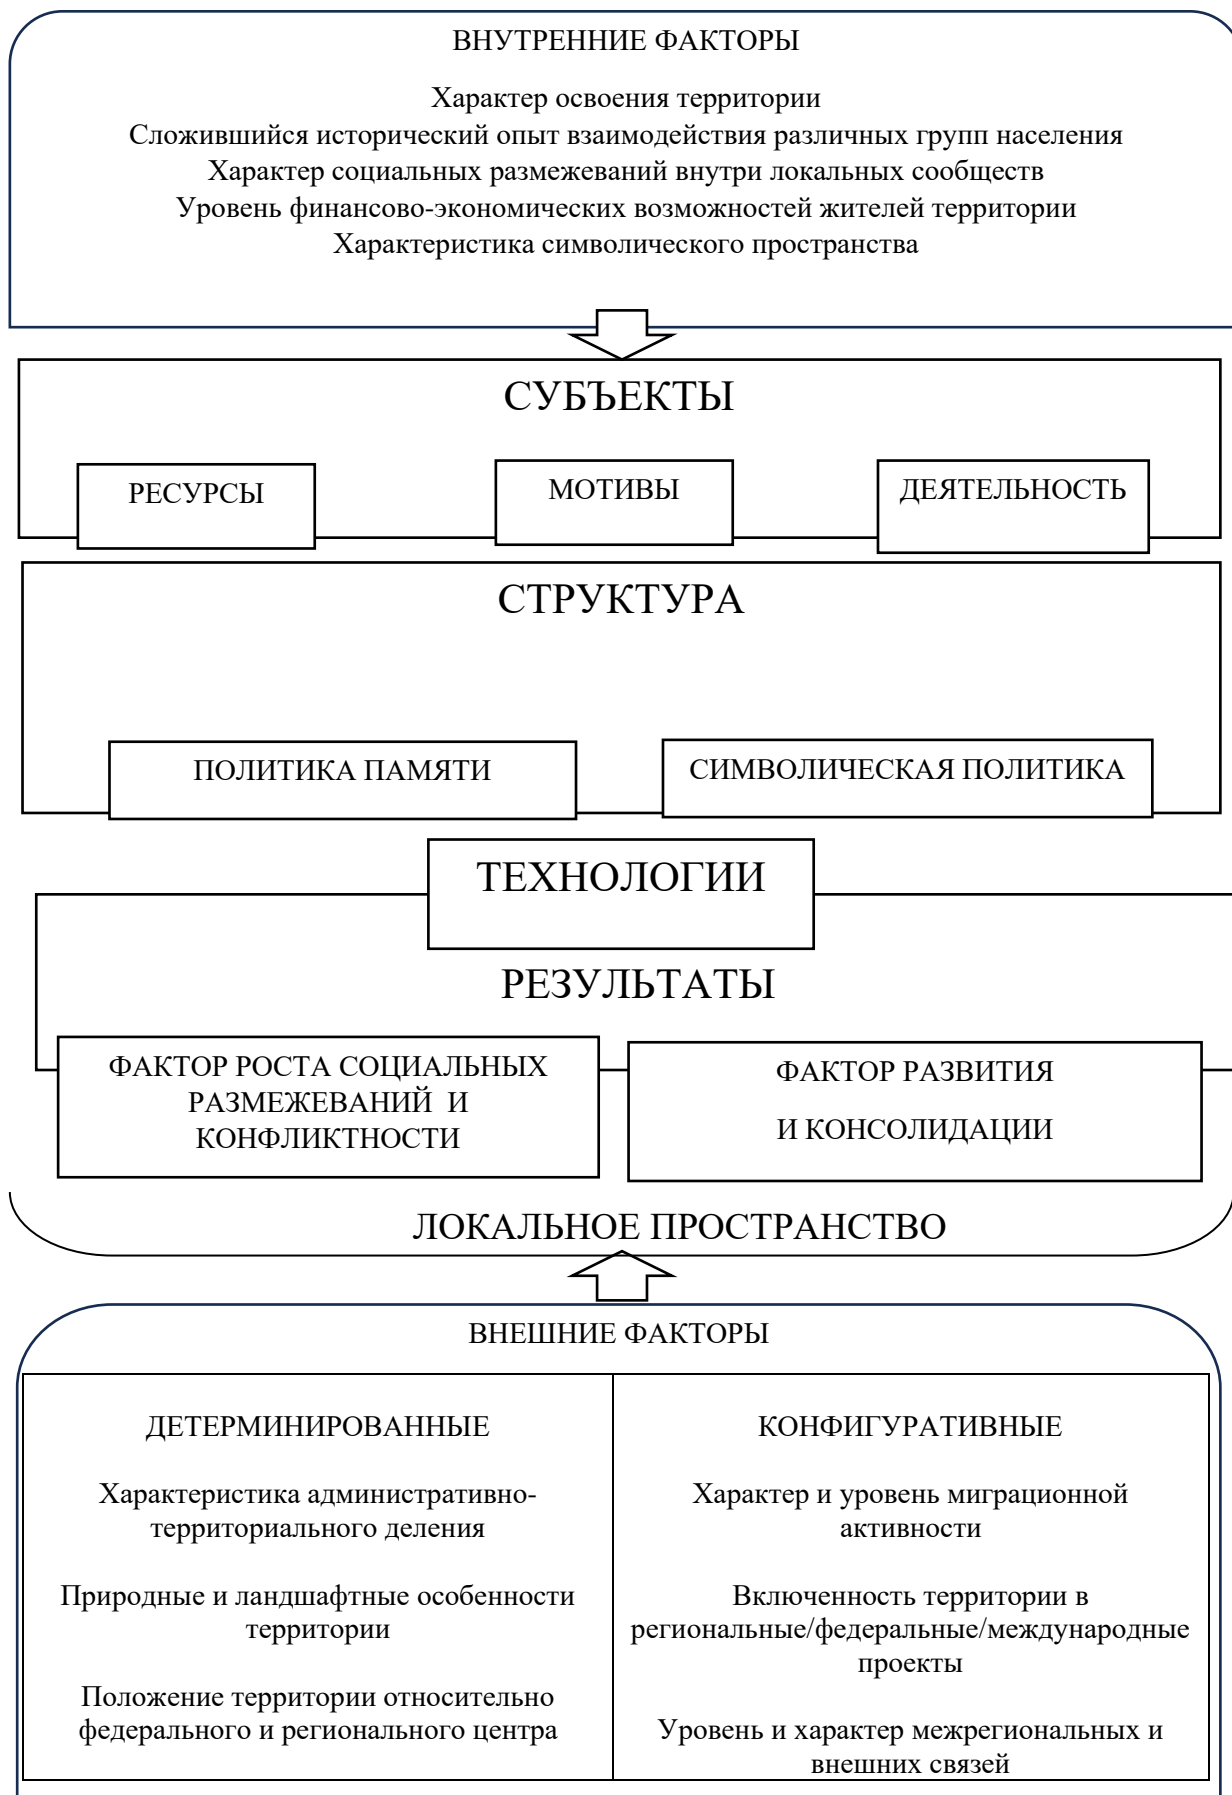 ВНУТРЕННИЕ ФАКТОРЫ
Характер освоения территории
Сложившийся исторический опыт взаимодействия различных групп населения
Характер социальных размежеваний внутри локальных сообществ
Уровень финансово-экономических возможностей жителей территории
Характеристика символического пространства
СУБЪЕКТЫ
РЕСУРСЫ
МОТИВЫ
ДЕЯТЕЛЬНОСТЬ
СТРУКТУРА
ПОЛИТИКА ПАМЯТИ
СИМВОЛИЧЕСКАЯ ПОЛИТИКА
ТЕХНОЛОГИИ
РЕЗУЛЬТАТЫ
ФАКТОР РОСТА СОЦИАЛЬНЫХ
РАЗМЕЖЕВАНИЙ И
КОНФЛИКТНОСТИ
ФАКТОР РАЗВИТИЯ
И КОНСОЛИДАЦИИ
ЛОКАЛЬНОЕ ПРОСТРАНСТВО
ВНЕШНИЕ ФАКТОРЫ
ДЕТЕРМИНИРОВАННЫЕ
Характеристика административно-
территориального деления
Природные и ландшафтные особенности
территории
Положение территории относительно
федерального и регионального центра
КОНФИГУРАТИВНЫЕ
Характер и уровень миграционной
активности
Включенность территории в
региональные/федеральные/международные
проекты
Уровень и характер межрегиональных и
внешних связей